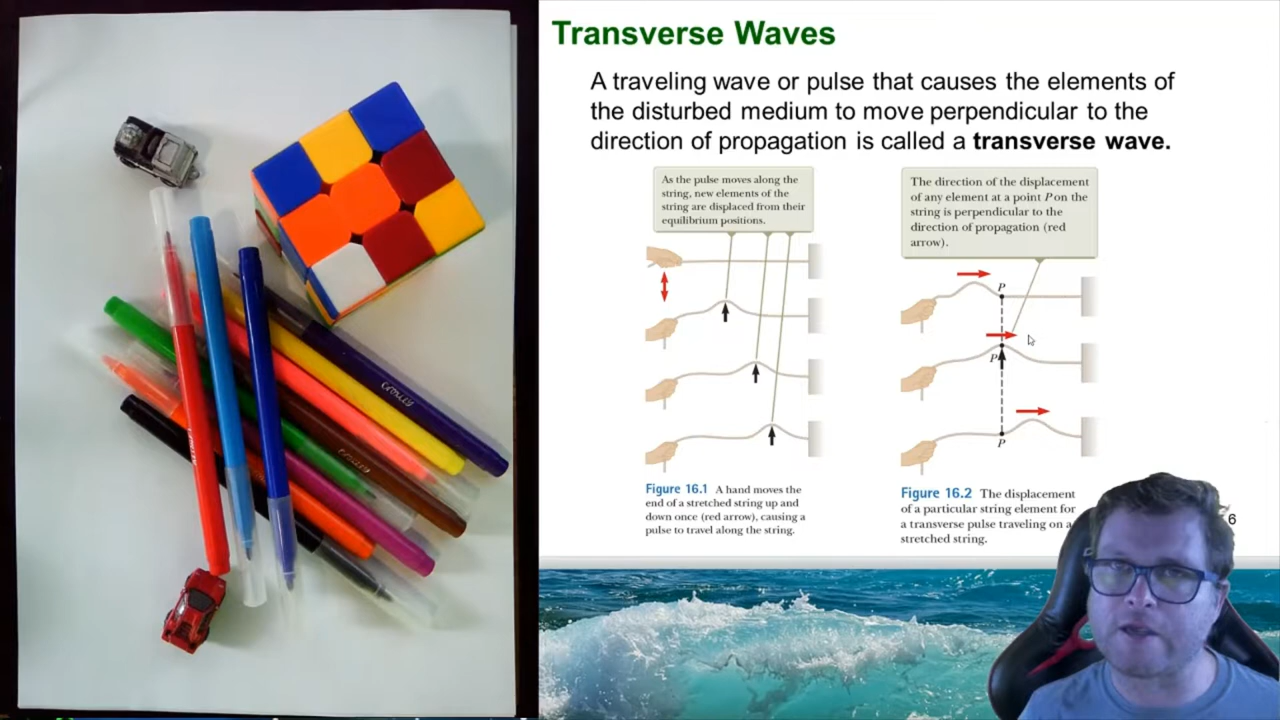 Transverse Waves
A traveling wave or pulse that causes the elements of
the disturbed medium to move perpendicular to the
direction of propagation is called a transverse wave.
As the pulse moves along the
string, new elements of the
string are displaced from their
equilibrium positions.
The direction of the displacement
of any element at a point P on the
string is perpendicular to the
direction of propagation (red
arrow).
P
P
P
Figure 16.1 A hand moves the
end of a stretched string up and
down once (red arrow), causing a
pulse to travel along the string.
Figure 16.2 The displacement
of a particular string element for
a transverse pulse traveling on a
stretched string.
6